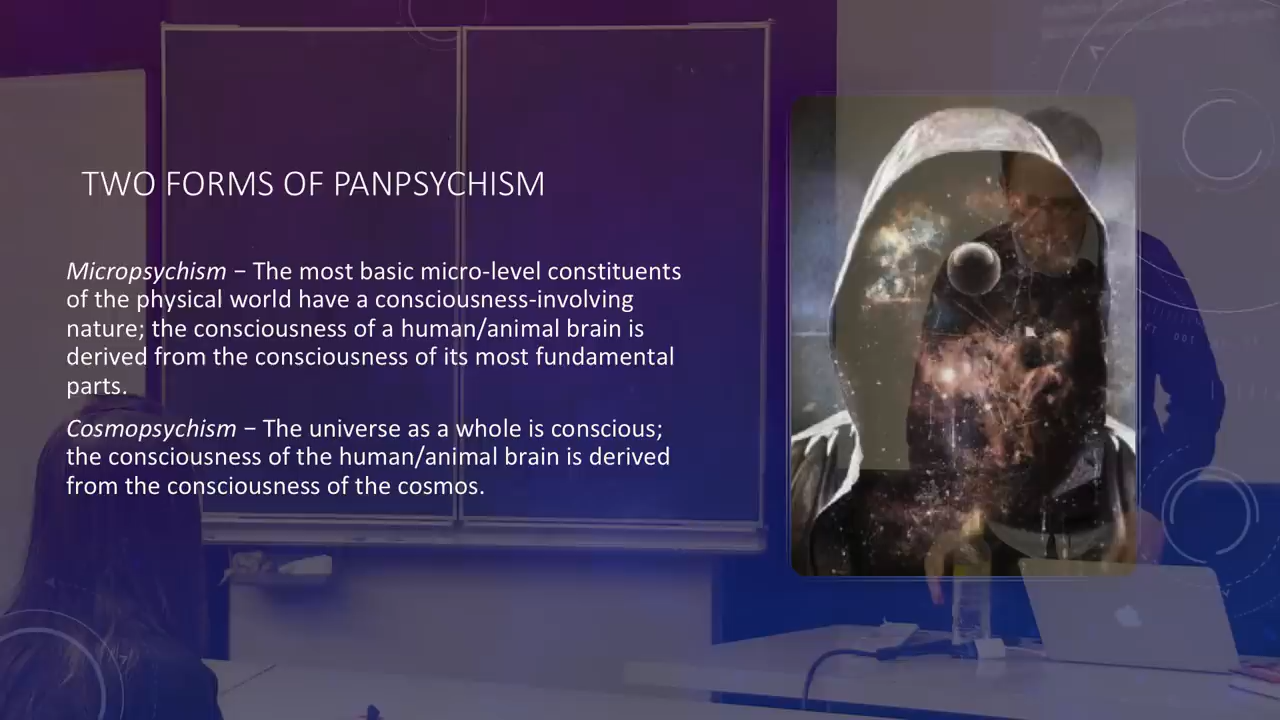 TWO FORMS OF PANPSYCHISM
Micropsychism – The most basic micro-level constituents
of the physical world have a consciousness-involving
nature; the consciousness of a human/animal brain is
derived from the consciousness of its most fundamental
parts.
Cosmopsychism – The universe as a whole is conscious;
the consciousness of the human/animal brain is derived
from the consciousness of the cosmos.